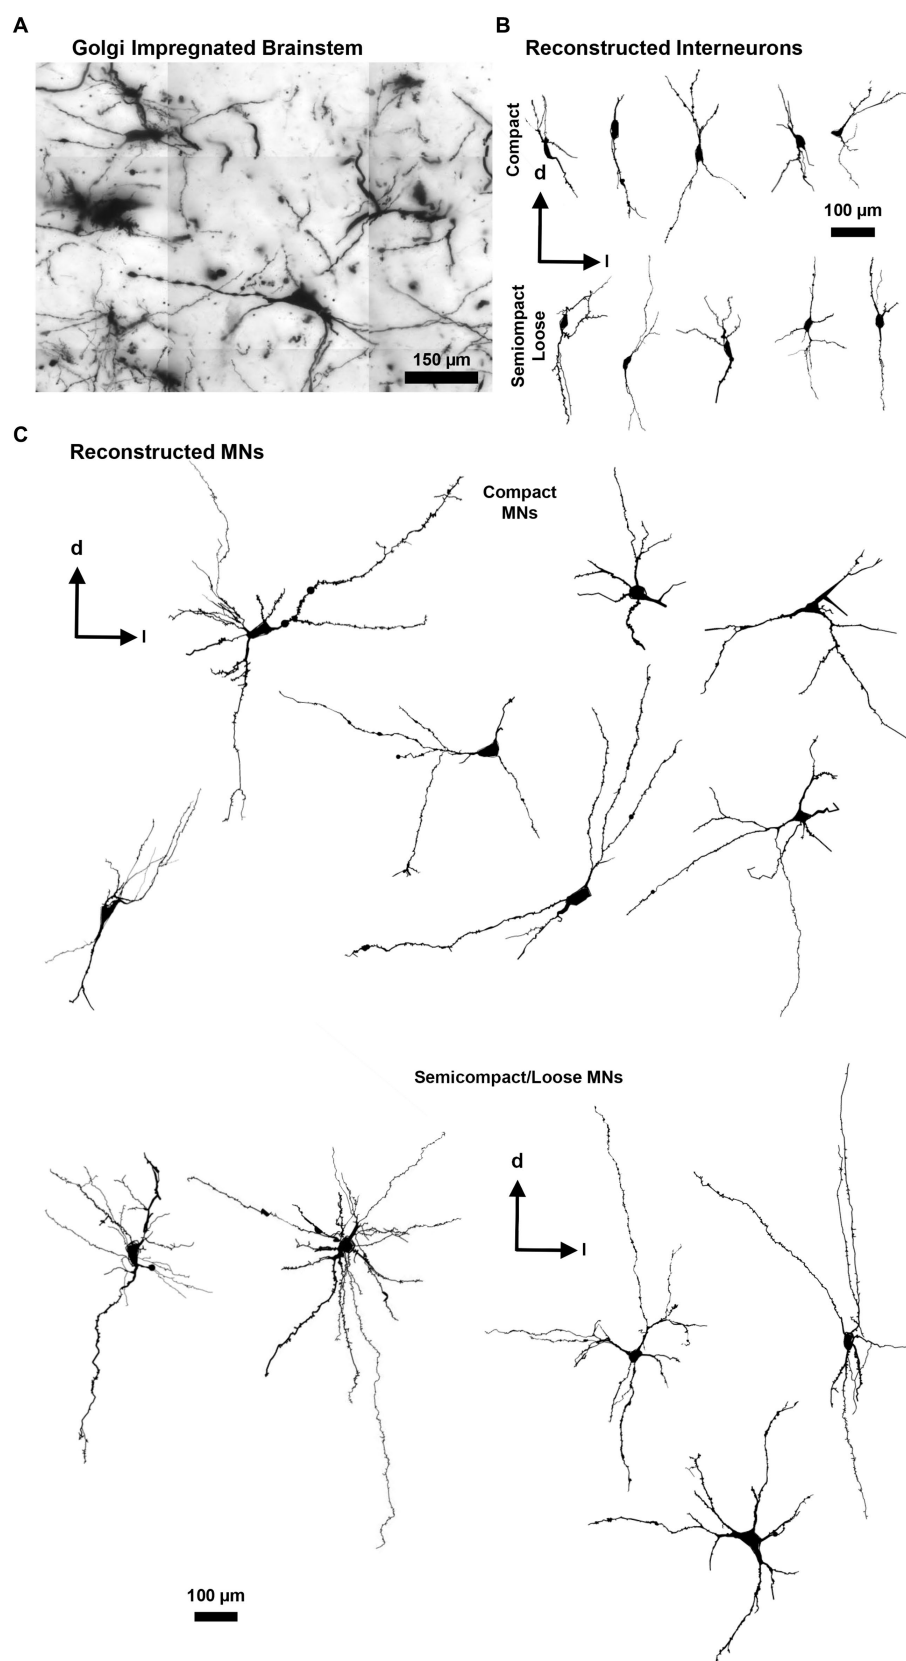 A
Golgi Impregnated Brainstem
150 µm
B
Reconstructed Interneurons
Compact
d
l
100 µm
Semiompact
Loose
C
Reconstructed MNs
Compact
MNs
d
l
Semicompact/Loose MNs
d
l
100 µm